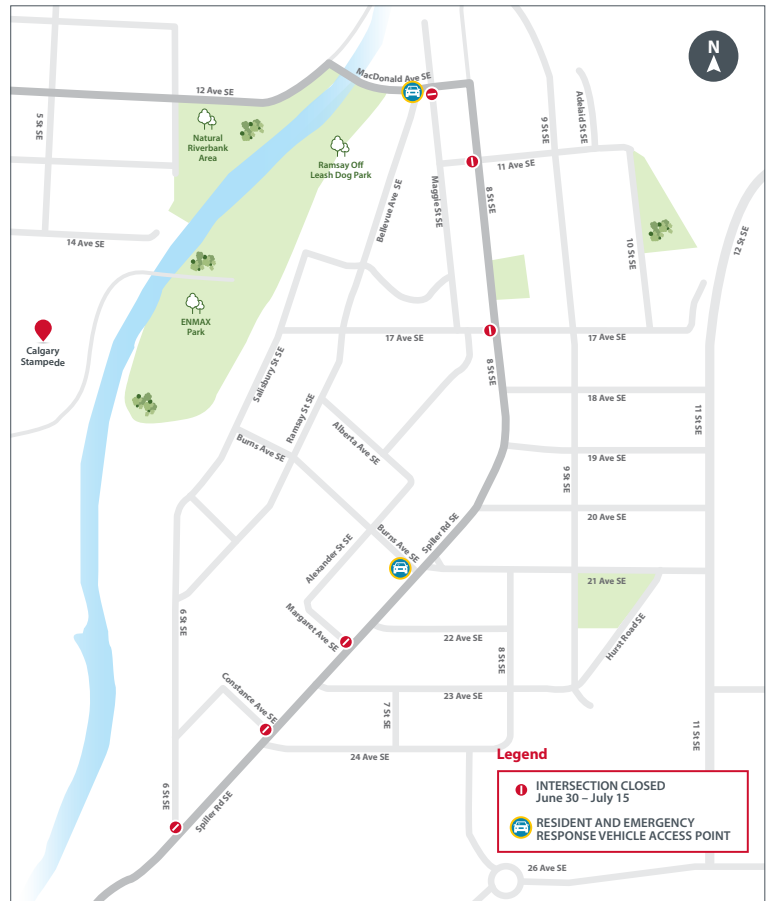 N
MacDonald Ave SE
12 Ave SE
5 St SE
Natural
Riverbank
Area
Ramsay Off
Leash Dog Park
Adelaid St SE
9 St SE
11 Ave SE
Maggie St SE
8 St SE
Bellevue Ave SE
14 Ave SE
10 St SE
12 St SE
ENMAX
Park
Calgary
Stampede
17 Ave SE
17 Ave SE
8 St SE
Salisbury St SE
Ramsay St SE
18 Ave SE
11 St SE
Alberta Ave SE
Burns Ave SE
19 Ave SE
9 St SE
20 Ave SE
Spiller Rd SE
Burns Ave SE
Alexander St SE
21 Ave SE
6 St SE
Margaret Ave SE
22 Ave SE
Hurst Road SE
8 St SE
23 Ave SE
Constance Ave SE
7 St SE
11 St SE
24 Ave SE
6 St SE
Spiller Rd SE
Legend
INTERSECTION CLOSED
June 30 – July 15
RESIDENT AND EMERGENCY
RESPONSE VEHICLE ACCESS POINT
26 Ave SE